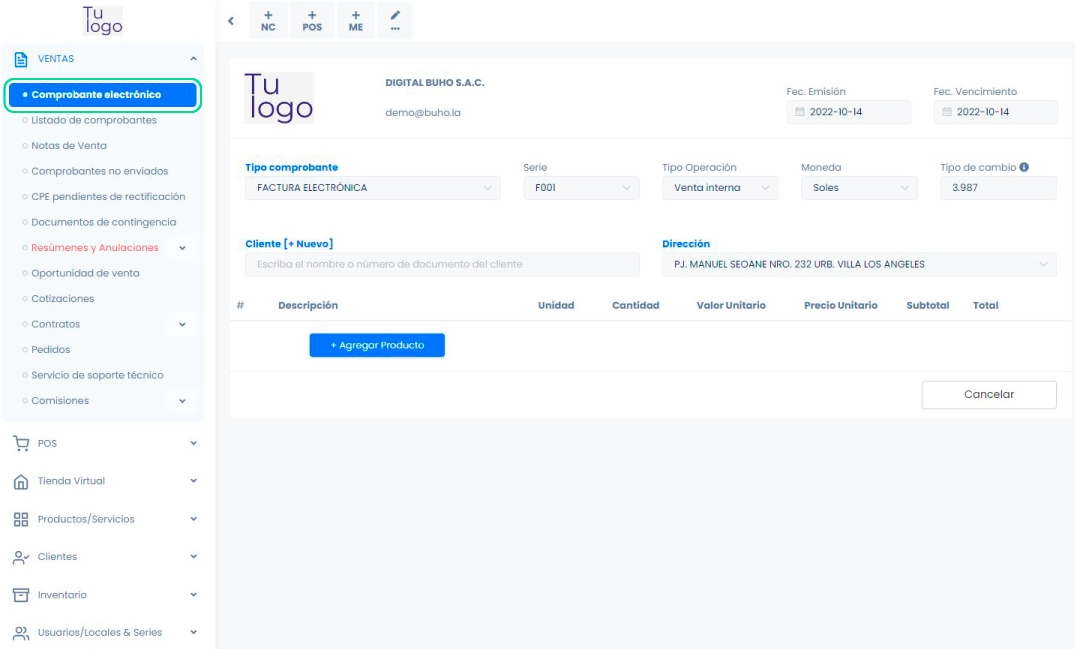 Tu
logo
VENTAS
Comprobante electrónico
Listado de comprobantes
Notas de Venta
Comprobantes no enviados
CPE pendientes de rectificación
Documentos de contingencia
Resúmenes y Anulaciones
Oportunidad de venta
Cotizaciones
Contratos
Pedidos
Servicio de soporte técnico
Comisiones
POS
Tienda Virtual
Productos/Servicios
Clientes
Inventario
Usuarios/Locales & Series
+ + +
NC POS ME ...
Tu
logo
DIGITAL BUHO S.A.C.
demo@buho.la
Fec. Emisión Fec. Vencimiento
2022-10-14 2022-10-14
Tipo comprobante Serie Tipo Operación Moneda Tipo de cambio
FACTURA ELECTRÓNICA F001 Venta interna Soles 3.987
Cliente [+ Nuevo] Dirección
Escriba el nombre o número de documento del cliente PJ. MANUEL SEOANE NRO. 232 URB. VILLA LOS ANGELES
# Descripción Unidad Cantidad Valor Unitario Precio Unitario Subtotal Total
+ Agregar Producto
Cancelar